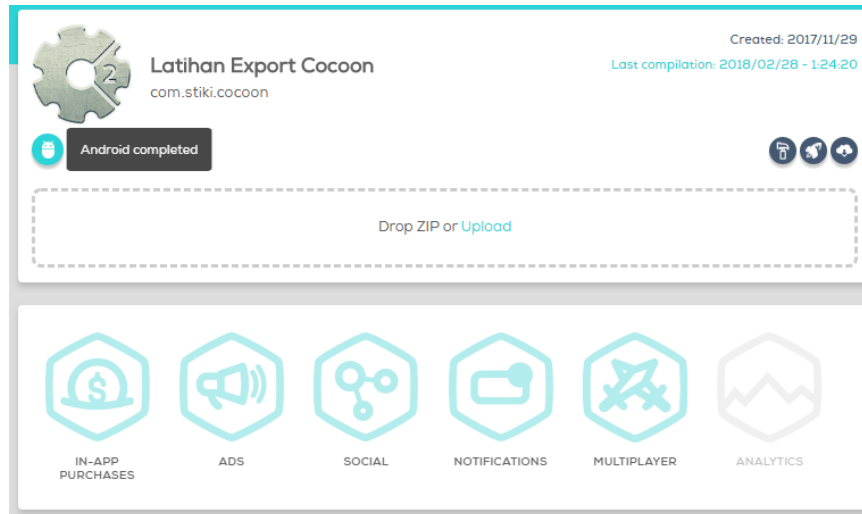 Created: 2017/11/29
Latihan Export Cocoon
Last compilation: 2018/02/28 - 1:24:20
com.stiki.cocoon
2
Android completed
Drop ZIP or Upload
$
IN-APP
PURCHASES
ADS
SOCIAL
NOTIFICATIONS
MULTIPLAYER
ANALYTICS